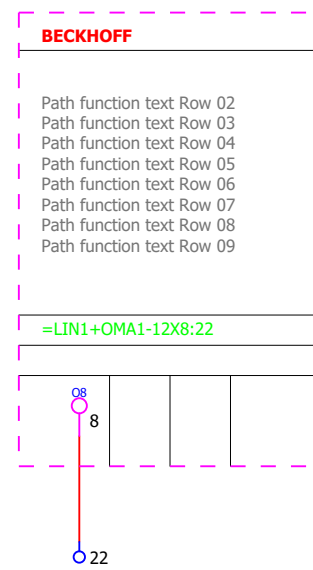 BECKHOFF
Path function text Row 02
Path function text Row 03
Path function text Row 04
Path function text Row 05
Path function text Row 06
Path function text Row 07
Path function text Row 08
Path function text Row 09
=LIN1+OMA1-12X8:22
O8
8
22